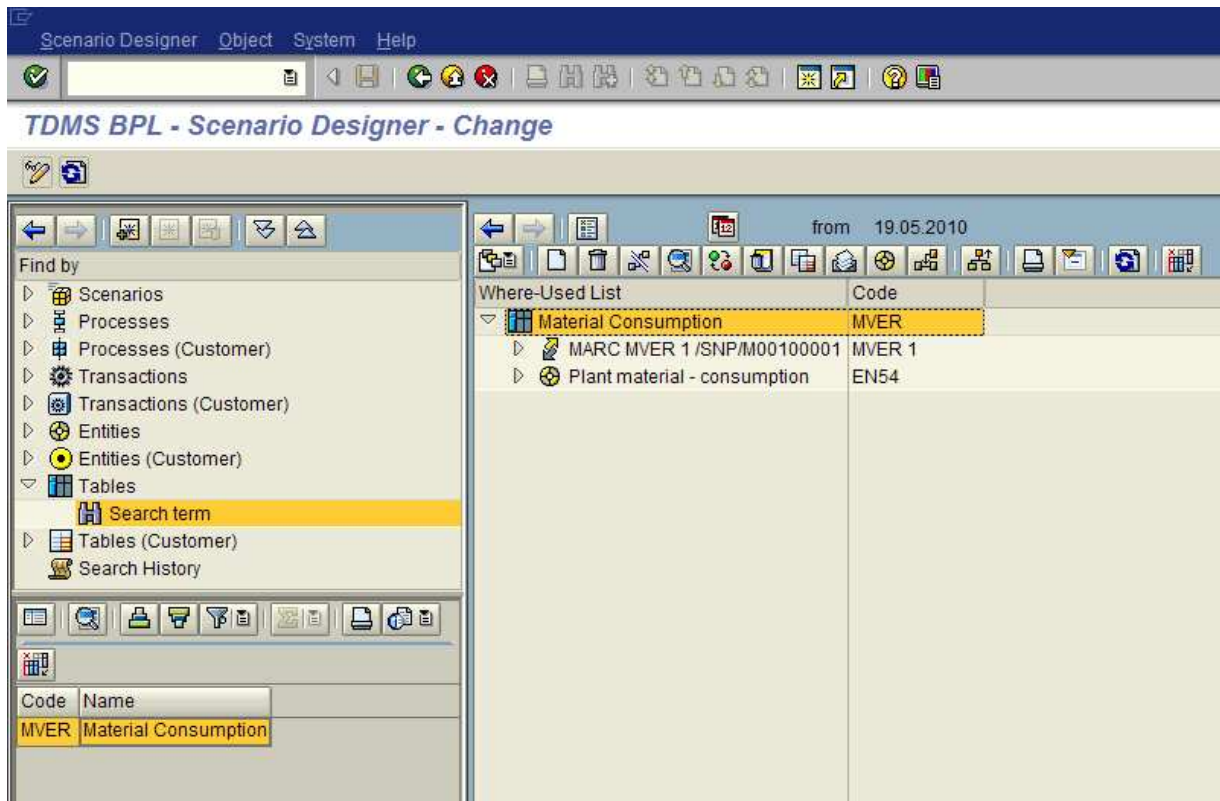 Scenario Designer Object System Help
TDMS BPL - Scenario Designer - Change
Find by
Scenarios
Processes
Processes (Customer)
Transactions
Transactions (Customer)
Entities
Entities (Customer)
Tables
Search term
Tables (Customer)
Search History
Code Name
MVER Material Consumption
from 19.05.2010
Where-Used List Code
Material Consumption MVER
MARC MVER 1 /SNP/M00100001 MVER 1
Plant material - consumption EN54